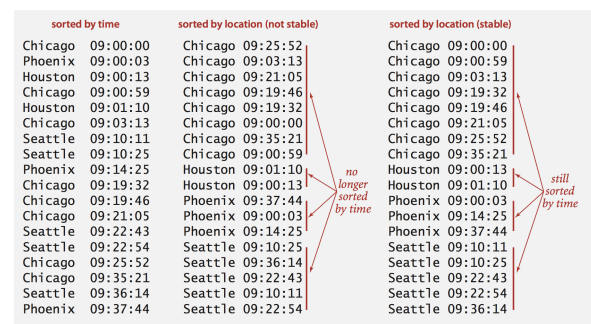 sorted by time sorted by location (not stable) sorted by location (stable)
Chicago 09:00:00 Chicago 09:25:52 Chicago 09:00:00
Phoenix 09:00:03 Chicago 09:03:13 Chicago 09:00:59
Houston 09:00:13 Chicago 09:21:05 Chicago 09:03:13
Chicago 09:00:59 Chicago 09:19:46 Chicago 09:19:32
Houston 09:01:10 Chicago 09:19:32 Chicago 09:19:46
Chicago 09:03:13 Chicago 09:00:00 Chicago 09:21:05
Seattle 09:10:11 Chicago 09:35:21 Chicago 09:25:52
Seattle 09:10:25 Chicago 09:00:59 Chicago 09:35:21
Phoenix 09:14:25 Houston 09:01:10 no Houston 09:00:13
Chicago 09:19:32 Houston 09:00:13 longer Houston 09:01:10 still
Chicago 09:19:46 Phoenix 09:37:44 sorted Phoenix 09:00:03 sorted
Chicago 09:21:05 Phoenix 09:00:03 by time Phoenix 09:14:25 by time
Seattle 09:22:43 Phoenix 09:14:25 Phoenix 09:37:44
Seattle 09:22:54 Seattle 09:10:25 Seattle 09:10:11
Chicago 09:25:52 Seattle 09:36:14 Seattle 09:10:25
Chicago 09:35:21 Seattle 09:22:43 Seattle 09:22:43
Seattle 09:36:14 Seattle 09:10:11 Seattle 09:22:54
Phoenix 09:37:44 Seattle 09:22:54 Seattle 09:36:14